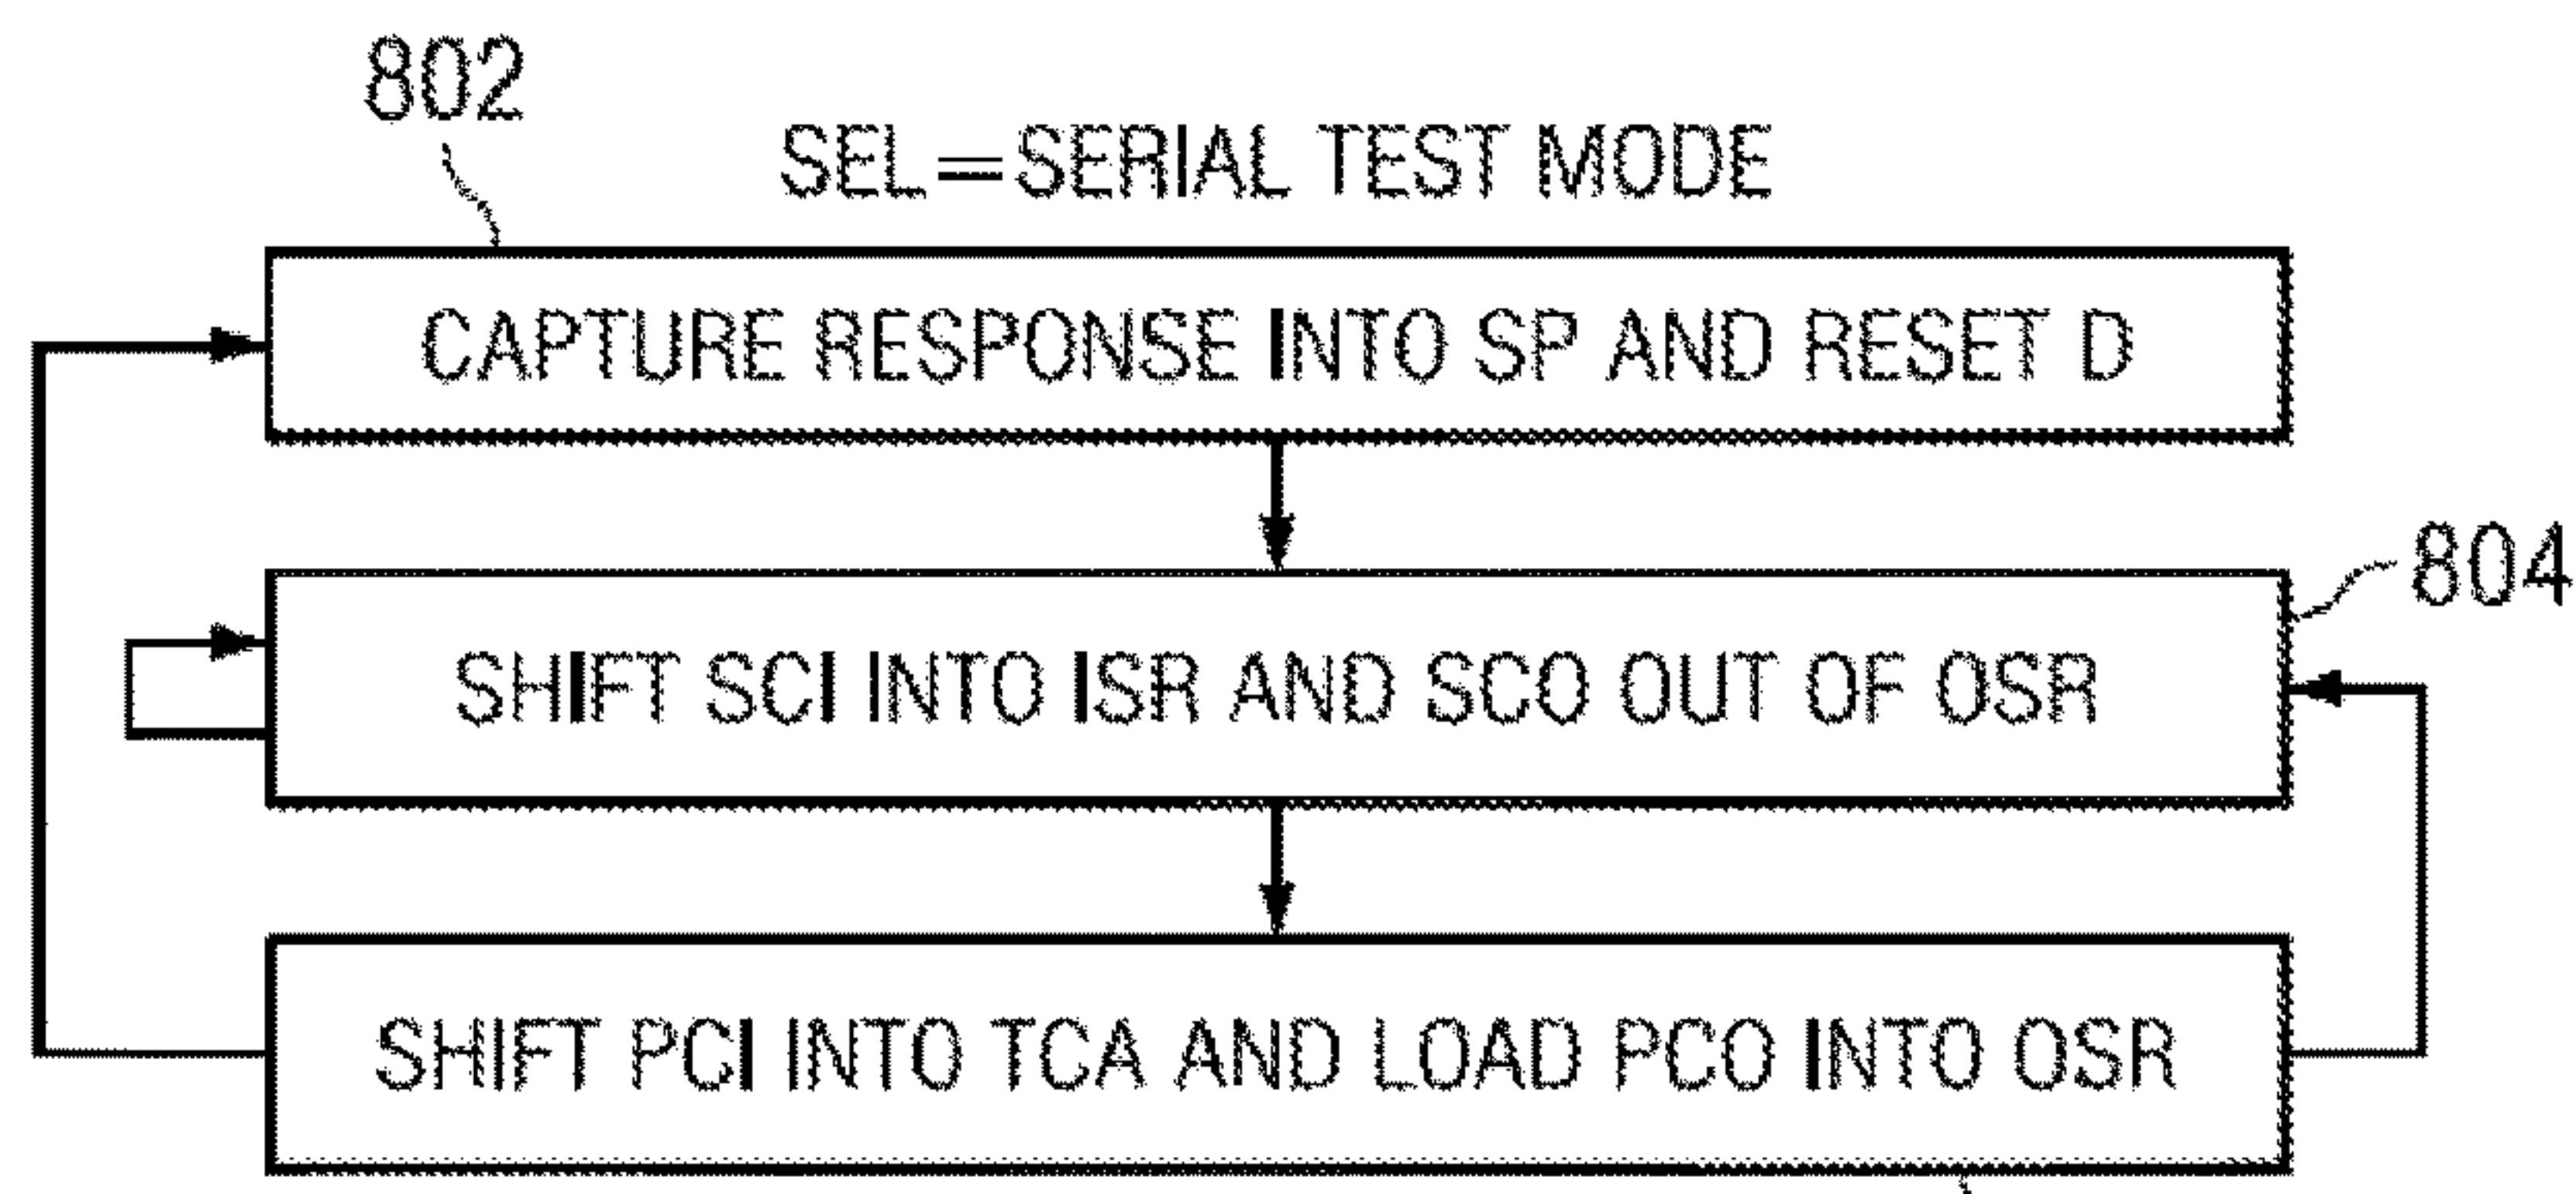 802
SEL=SERIAL TEST MODE
CAPTURE RESPONSE INTO SP AND RESET D
804
SHIFT SCI INTO ISR AND SCO OUT OF OSR
SHIFT PCI INTO TCA AND LOAD PCO INTO OSR